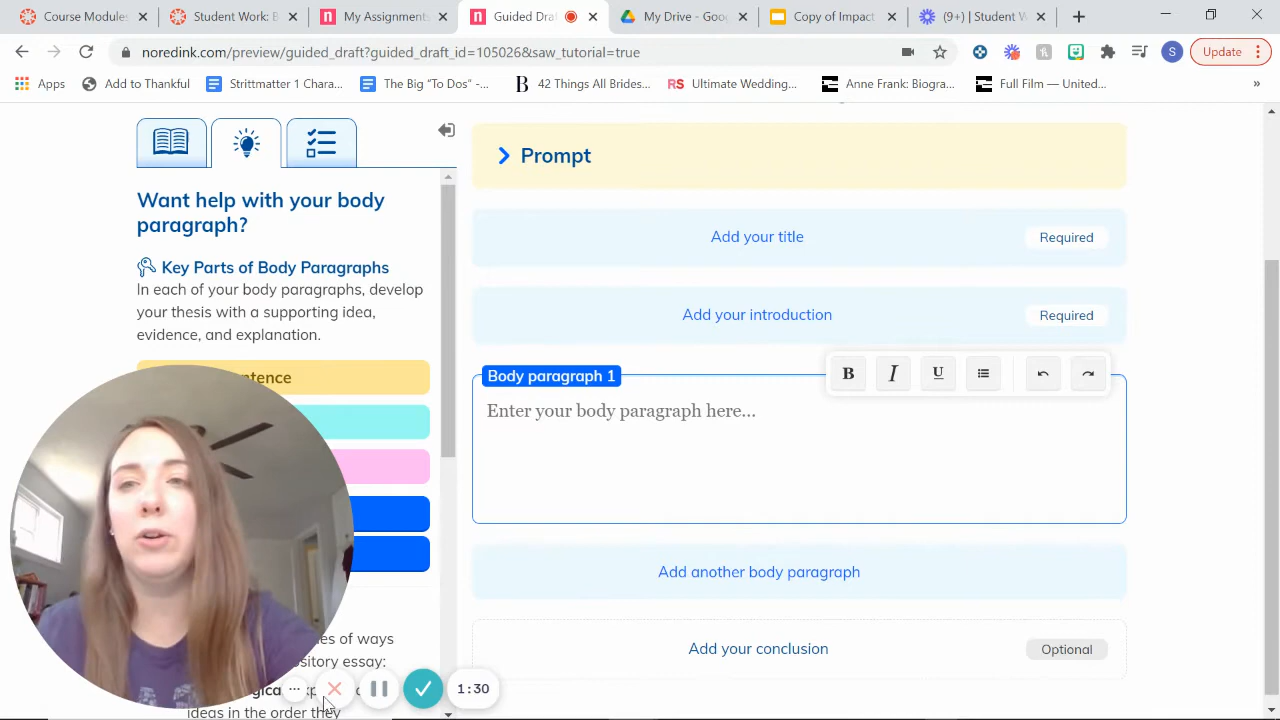 Course Modules:
Student Work: B
My Assignments
Guided Dra
My Drive - Goog
Copy of Impact
(9+) | Student W
noredink.com/preview/guided_draft?guided_draft_id=105026&saw_tutorial=true
S
Update
Apps
Add to Thankful
Strittmatter 1 Chara...
The Big “To Dos” -...
B
42 Things All Brides...
RS
Ultimate Wedding...
Anne Frank: Biogra...
Full Film — United...
»
Want help with your body
paragraph?
Key Parts of Body Paragraphs
In each of your body paragraphs, develop
your thesis with a supporting idea,
evidence, and explanation.
entence
es of ways
ository essay:
ideas in the order they
Prompt
Add your title
Required
Add your introduction
Required
Body paragraph 1
B I U
Enter your body paragraph here...
Add another body paragraph
Add your conclusion
Optional
1:30